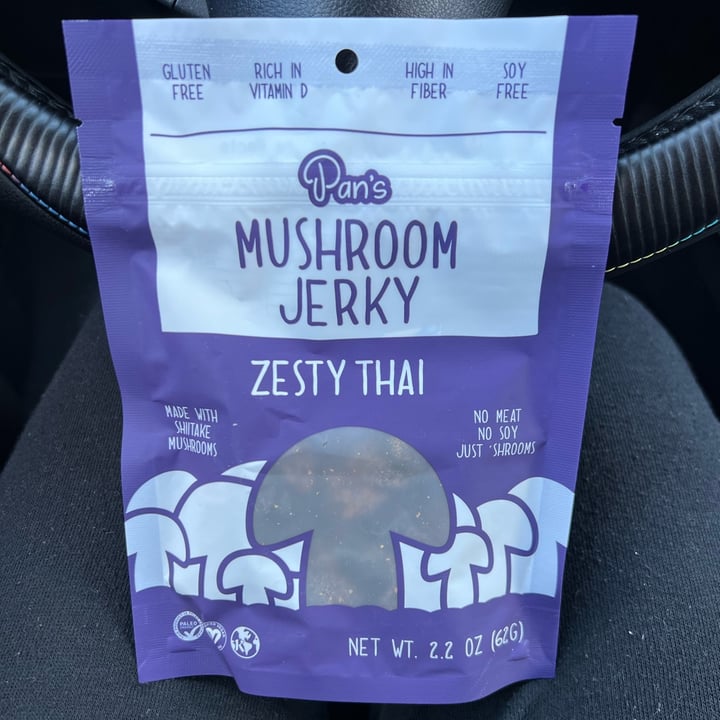 GLUTEN FREE
RICH IN VITAMIN D
HIGH IN FIBER
SOY FREE
Pan's
MUSHROOM
JERKY
ZESTY THAI
MADE WITH
SHIITAKE
MUSHROOMS
NO MEAT
NO SOY
JUST 'SHROOMS
PALEO
K
NET WT. 2.2 OZ (62G)